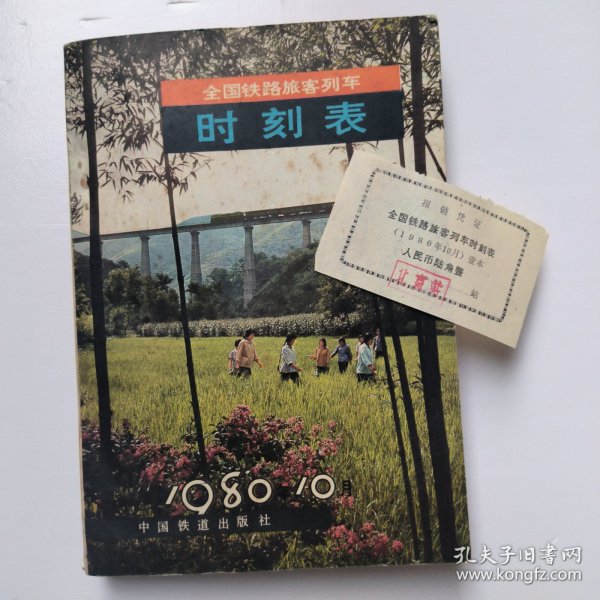 全国铁路旅客列车
时刻表
1980·10月
中国铁道出版社
报销凭证
全国铁路旅客列车时刻表
(1980年10月)壹本
人民币陆角整
北京站
站
孔夫子旧书网
www.kongfz.com